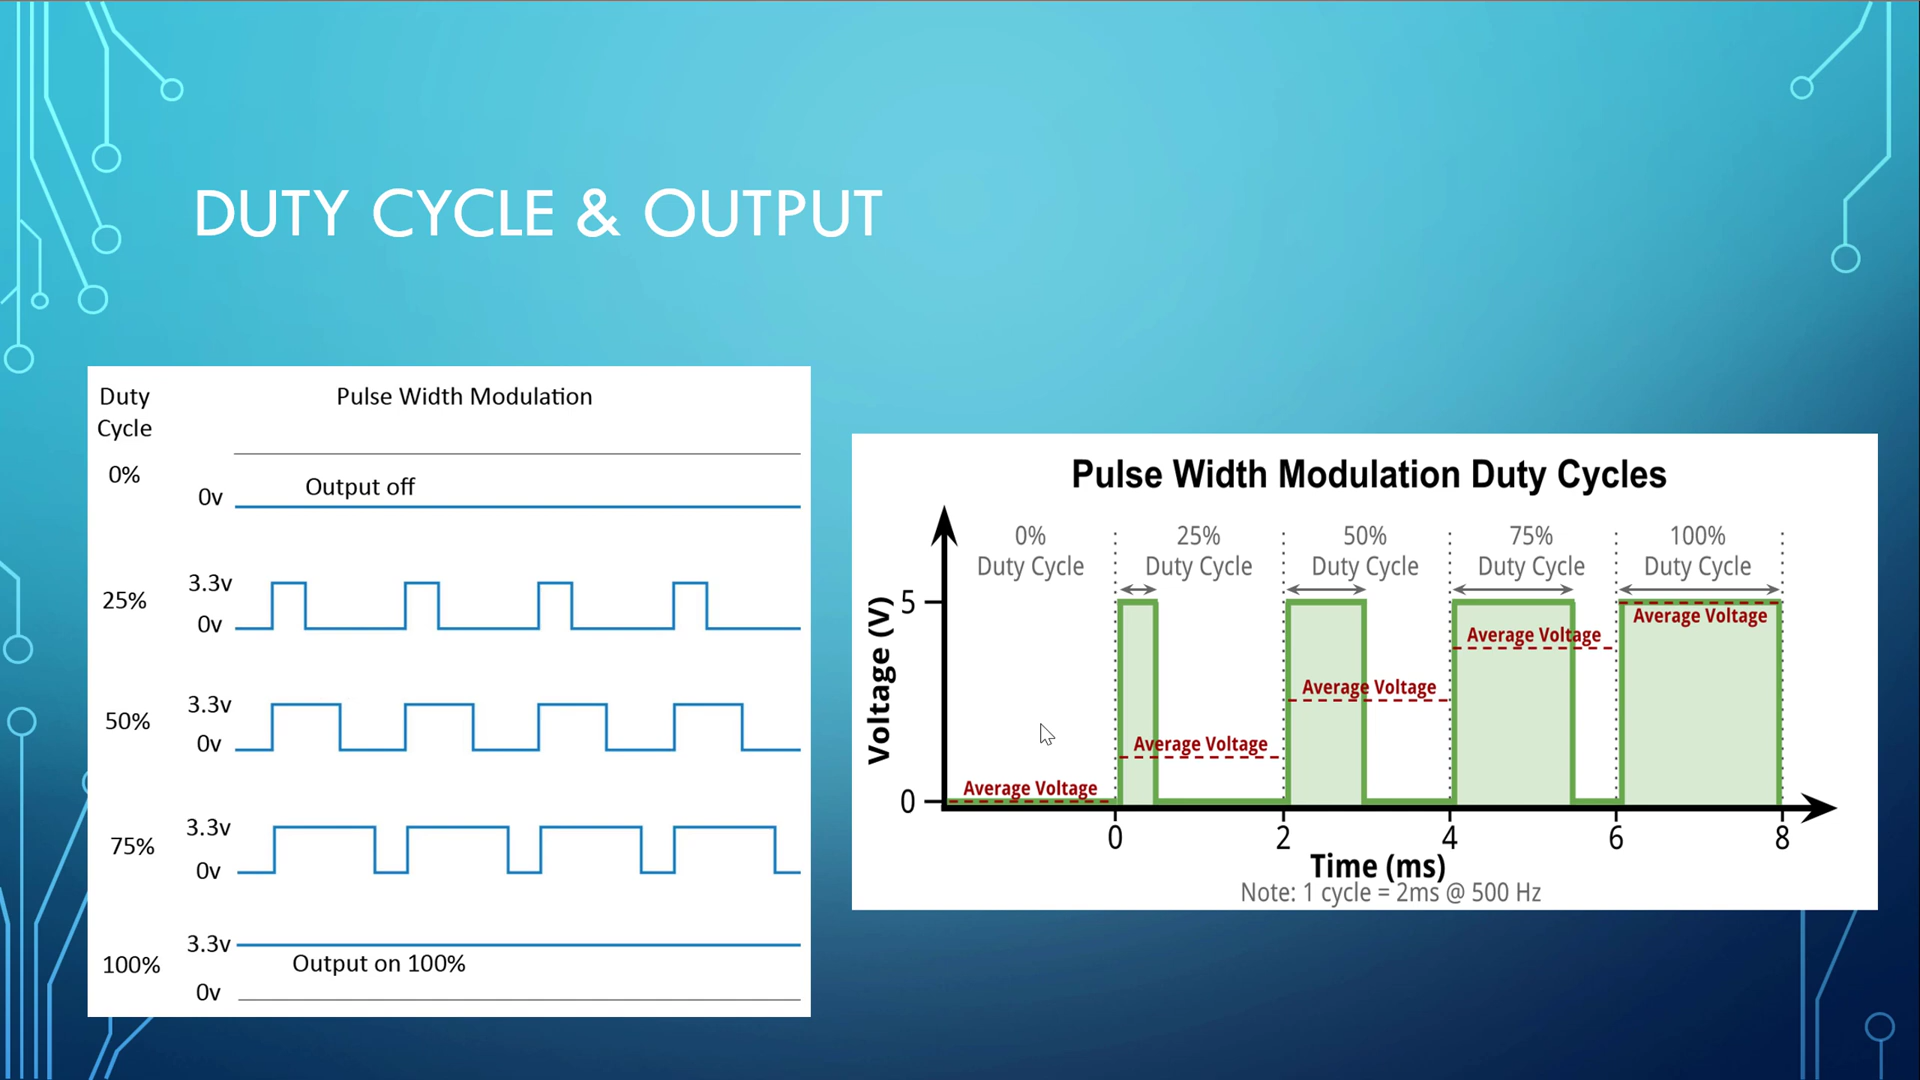 DUTY CYCLE & OUTPUT
Duty
Cycle
Pulse Width Modulation
0%
Output off
0v
3.3v
25%
0v
3.3v
50%
0v
3.3v
75%
0v
3.3v
100%
Output on 100%
0v
Pulse Width Modulation Duty Cycles
0%
Duty Cycle
25%
Duty Cycle
50%
Duty Cycle
75%
Duty Cycle
100%
Duty Cycle
Voltage (V)
5
0
Average Voltage
Average Voltage
Average Voltage
Average Voltage
Average Voltage
0 2 4 6 8
Time (ms)
Note: 1 cycle = 2ms @ 500 Hz